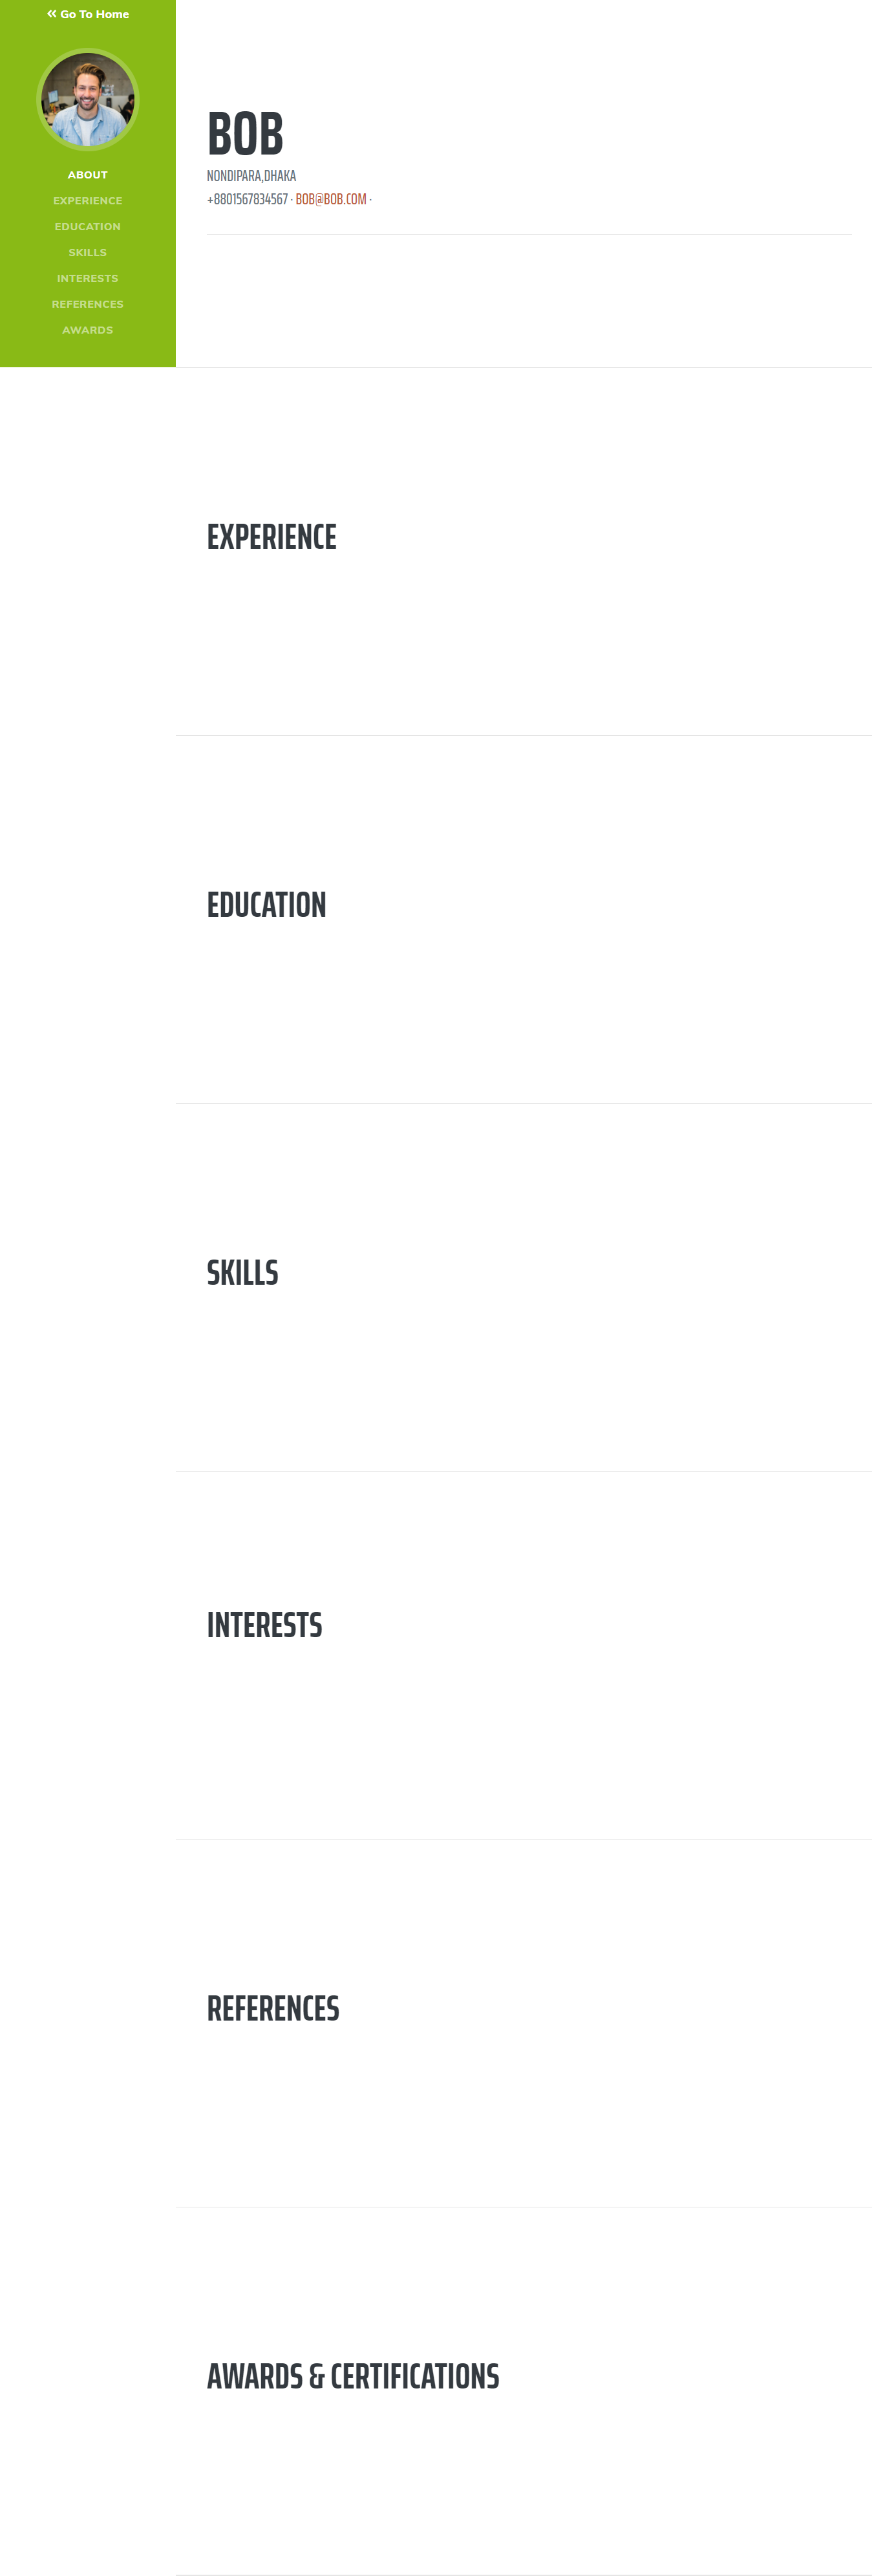 Go To Home
ABOUT
EXPERIENCE
EDUCATION
SKILLS
INTERESTS
REFERENCES
AWARDS
BOB
NONDIPARA,DHAKA
+8801567834567 · BOB@BOB.COM ·
EXPERIENCE
EDUCATION
SKILLS
INTERESTS
REFERENCES
AWARDS & CERTIFICATIONS